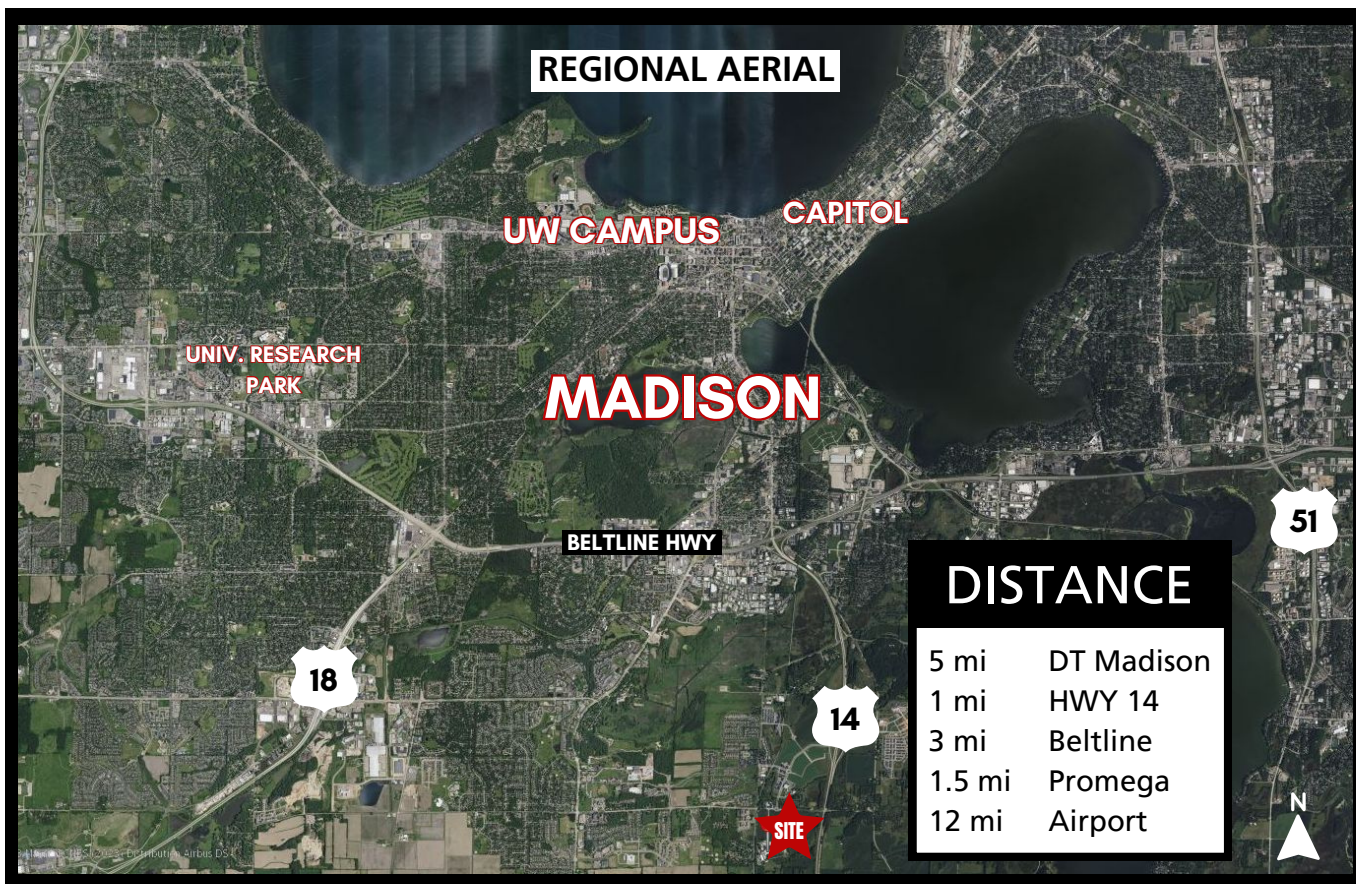 REGIONAL AERIAL
UW CAMPUS
CAPITOL
UNIV. RESEARCH
PARK
MADISON
BELTLINE HWY
51
18
14
SITE
DISTANCE
5 mi DT Madison
1 mi HWY 14
3 mi Beltline
1.5 mi Promega
12 mi Airport
N